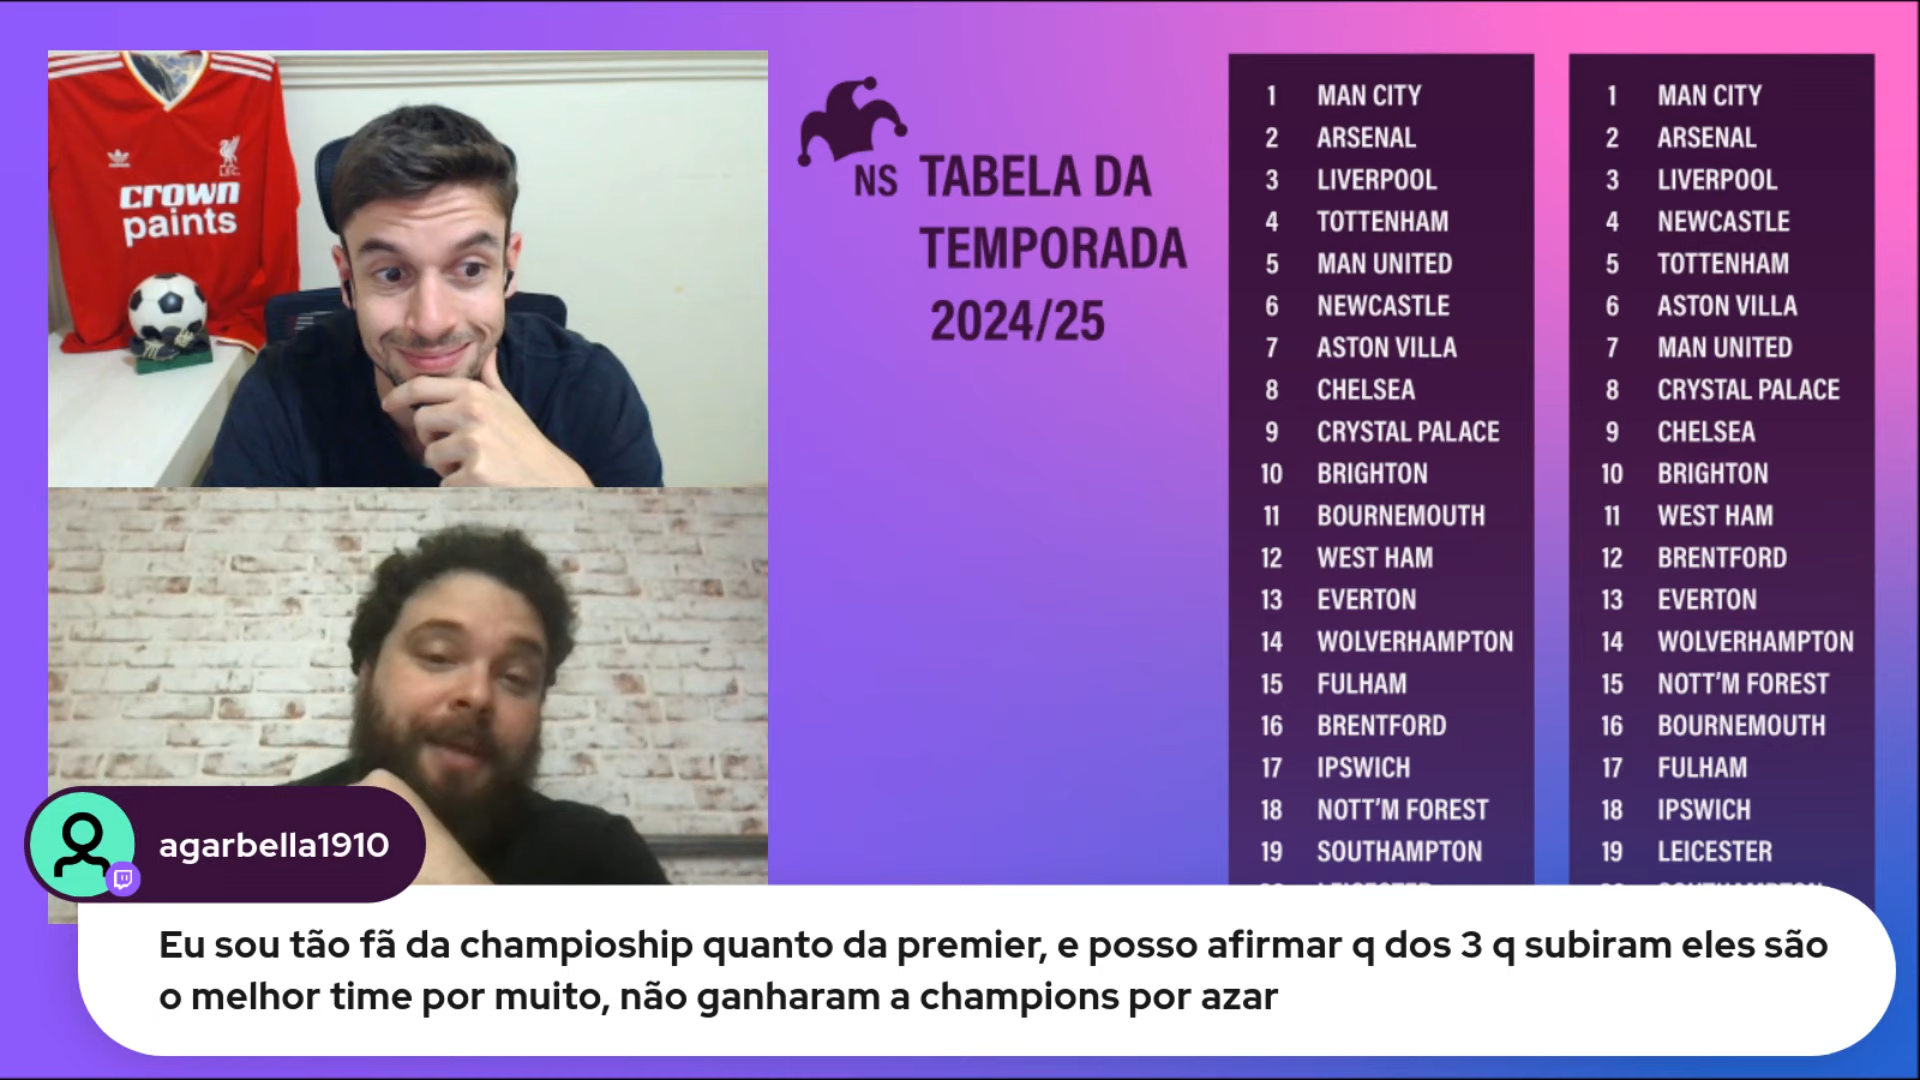 crown
paints
L.F.C.
NS TABELA DA
TEMPORADA
2024/25
1 MAN CITY
2 ARSENAL
3 LIVERPOOL
4 TOTTENHAM
5 MAN UNITED
6 NEWCASTLE
7 ASTON VILLA
8 CHELSEA
9 CRYSTAL PALACE
10 BRIGHTON
11 BOURNEMOUTH
12 WEST HAM
13 EVERTON
14 WOLVERHAMPTON
15 FULHAM
16 BRENTFORD
17 IPSWICH
18 NOTT'M FOREST
19 SOUTHAMPTON
1 MAN CITY
2 ARSENAL
3 LIVERPOOL
4 NEWCASTLE
5 TOTTENHAM
6 ASTON VILLA
7 MAN UNITED
8 CRYSTAL PALACE
9 CHELSEA
10 BRIGHTON
11 WEST HAM
12 BRENTFORD
13 EVERTON
14 WOLVERHAMPTON
15 NOTT'M FOREST
16 BOURNEMOUTH
17 FULHAM
18 IPSWICH
19 LEICESTER
agarbella1910
Eu sou tão fã da champioship quanto da premier, e posso afirmar q dos 3 q subiram eles são
o melhor time por muito, não ganharam a champions por azar